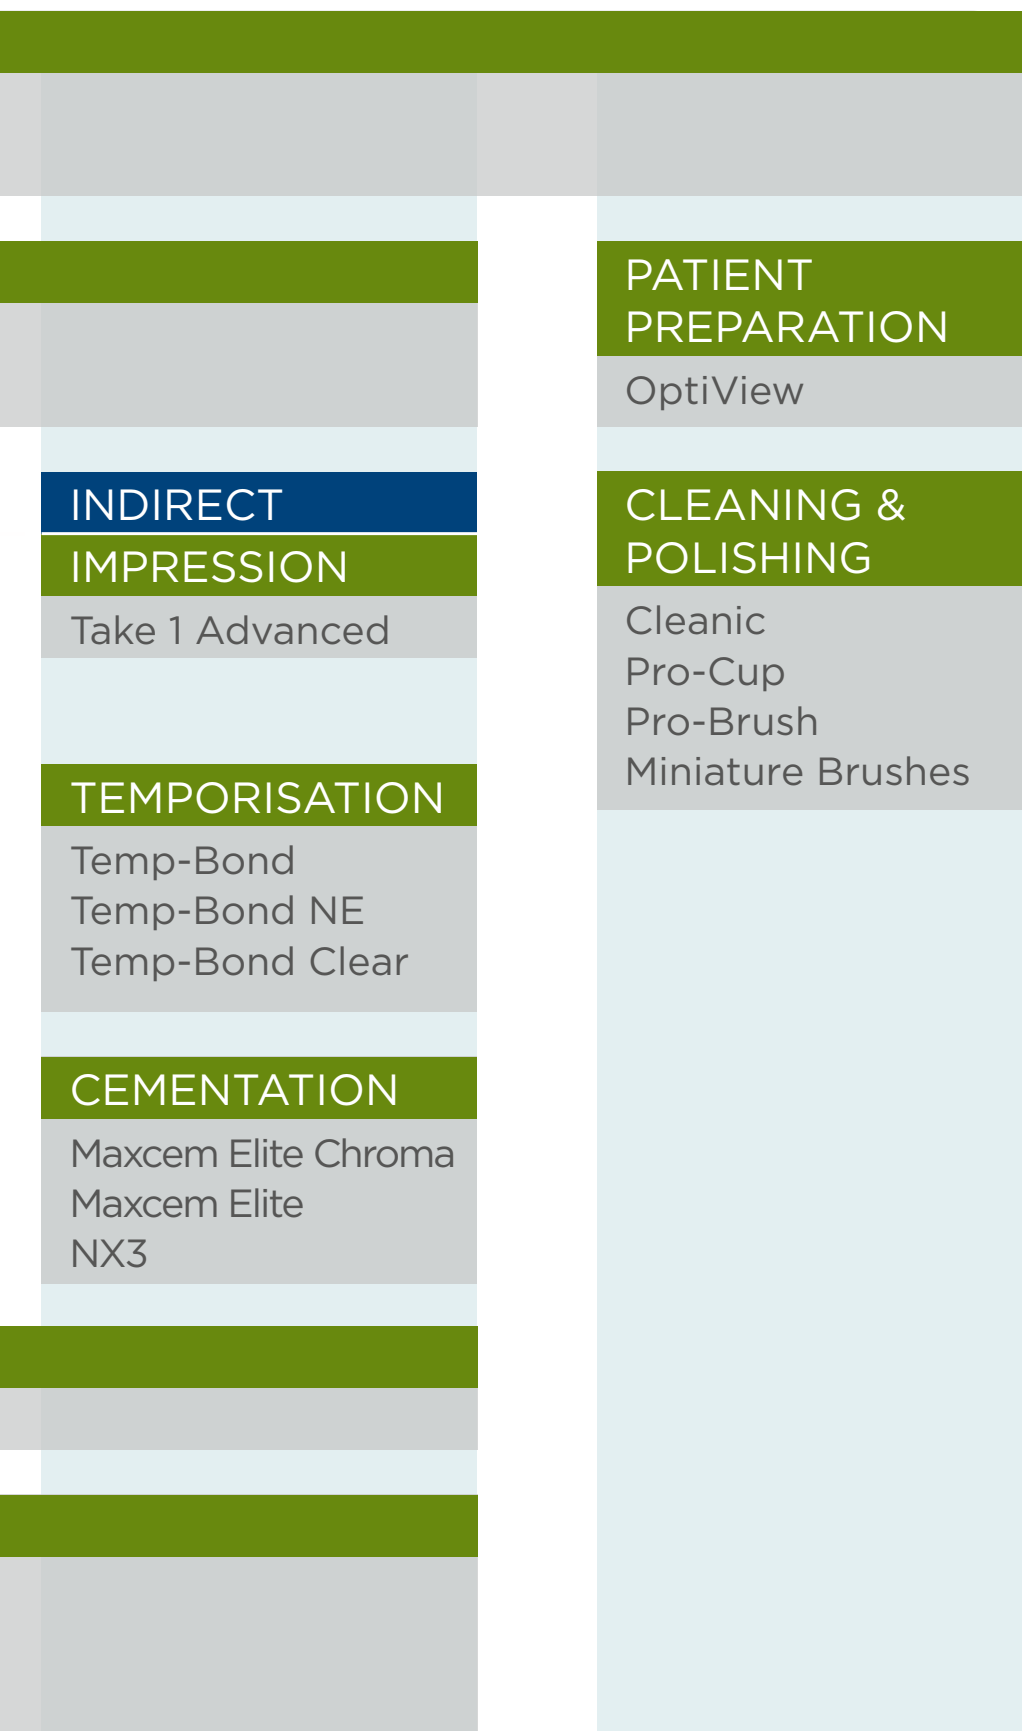 INDIRECT
IMPRESSION
Take 1 Advanced
TEMPORISATION
Temp-Bond
Temp-Bond NE
Temp-Bond Clear
CEMENTATION
Maxcem Elite Chroma
Maxcem Elite
NX3
PATIENT
PREPARATION
OptiView
CLEANING &
POLISHING
Cleanic
Pro-Cup
Pro-Brush
Miniature Brushes